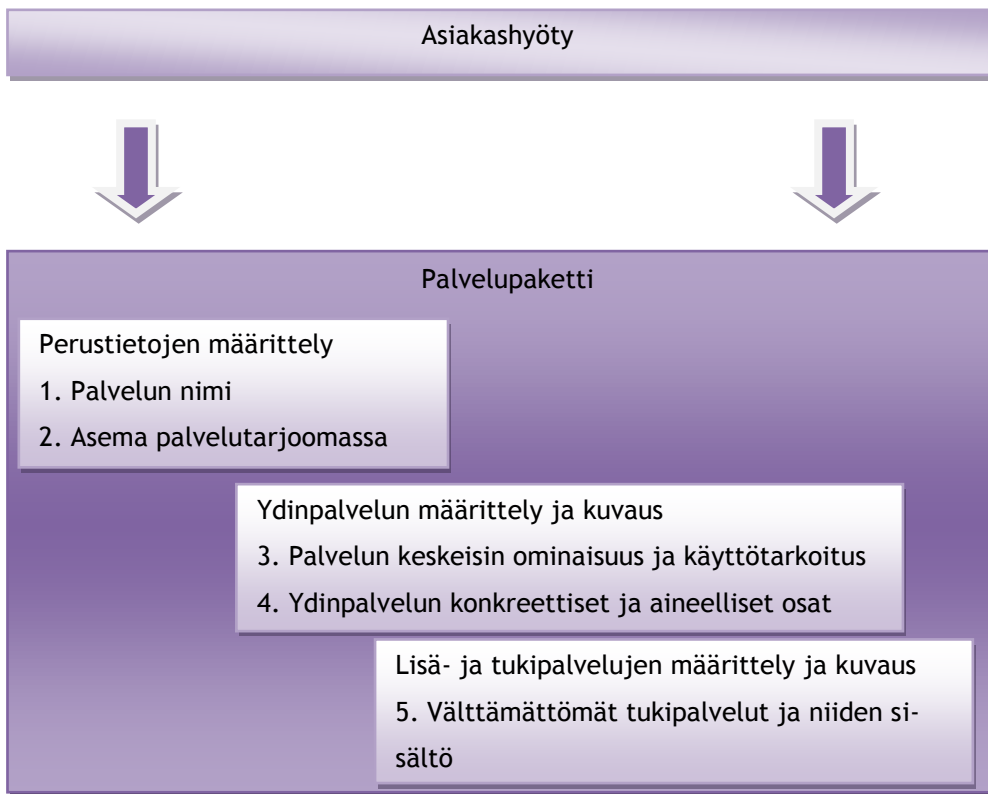 Asiakashyöty
Palvelupaketti
Perustietojen määrittely
1. Palvelun nimi
2. Asema palvelutarjoomassa
Ydinpalvelun määrittely ja kuvaus
3. Palvelun keskeisin ominaisuus ja käyttötarkoitus
4. Ydinpalvelun konkreettiset ja aineelliset osat
Lisä- ja tukipalvelujen määrittely ja kuvaus
5. Välttämättömät tukipalvelut ja niiden si-
sältö